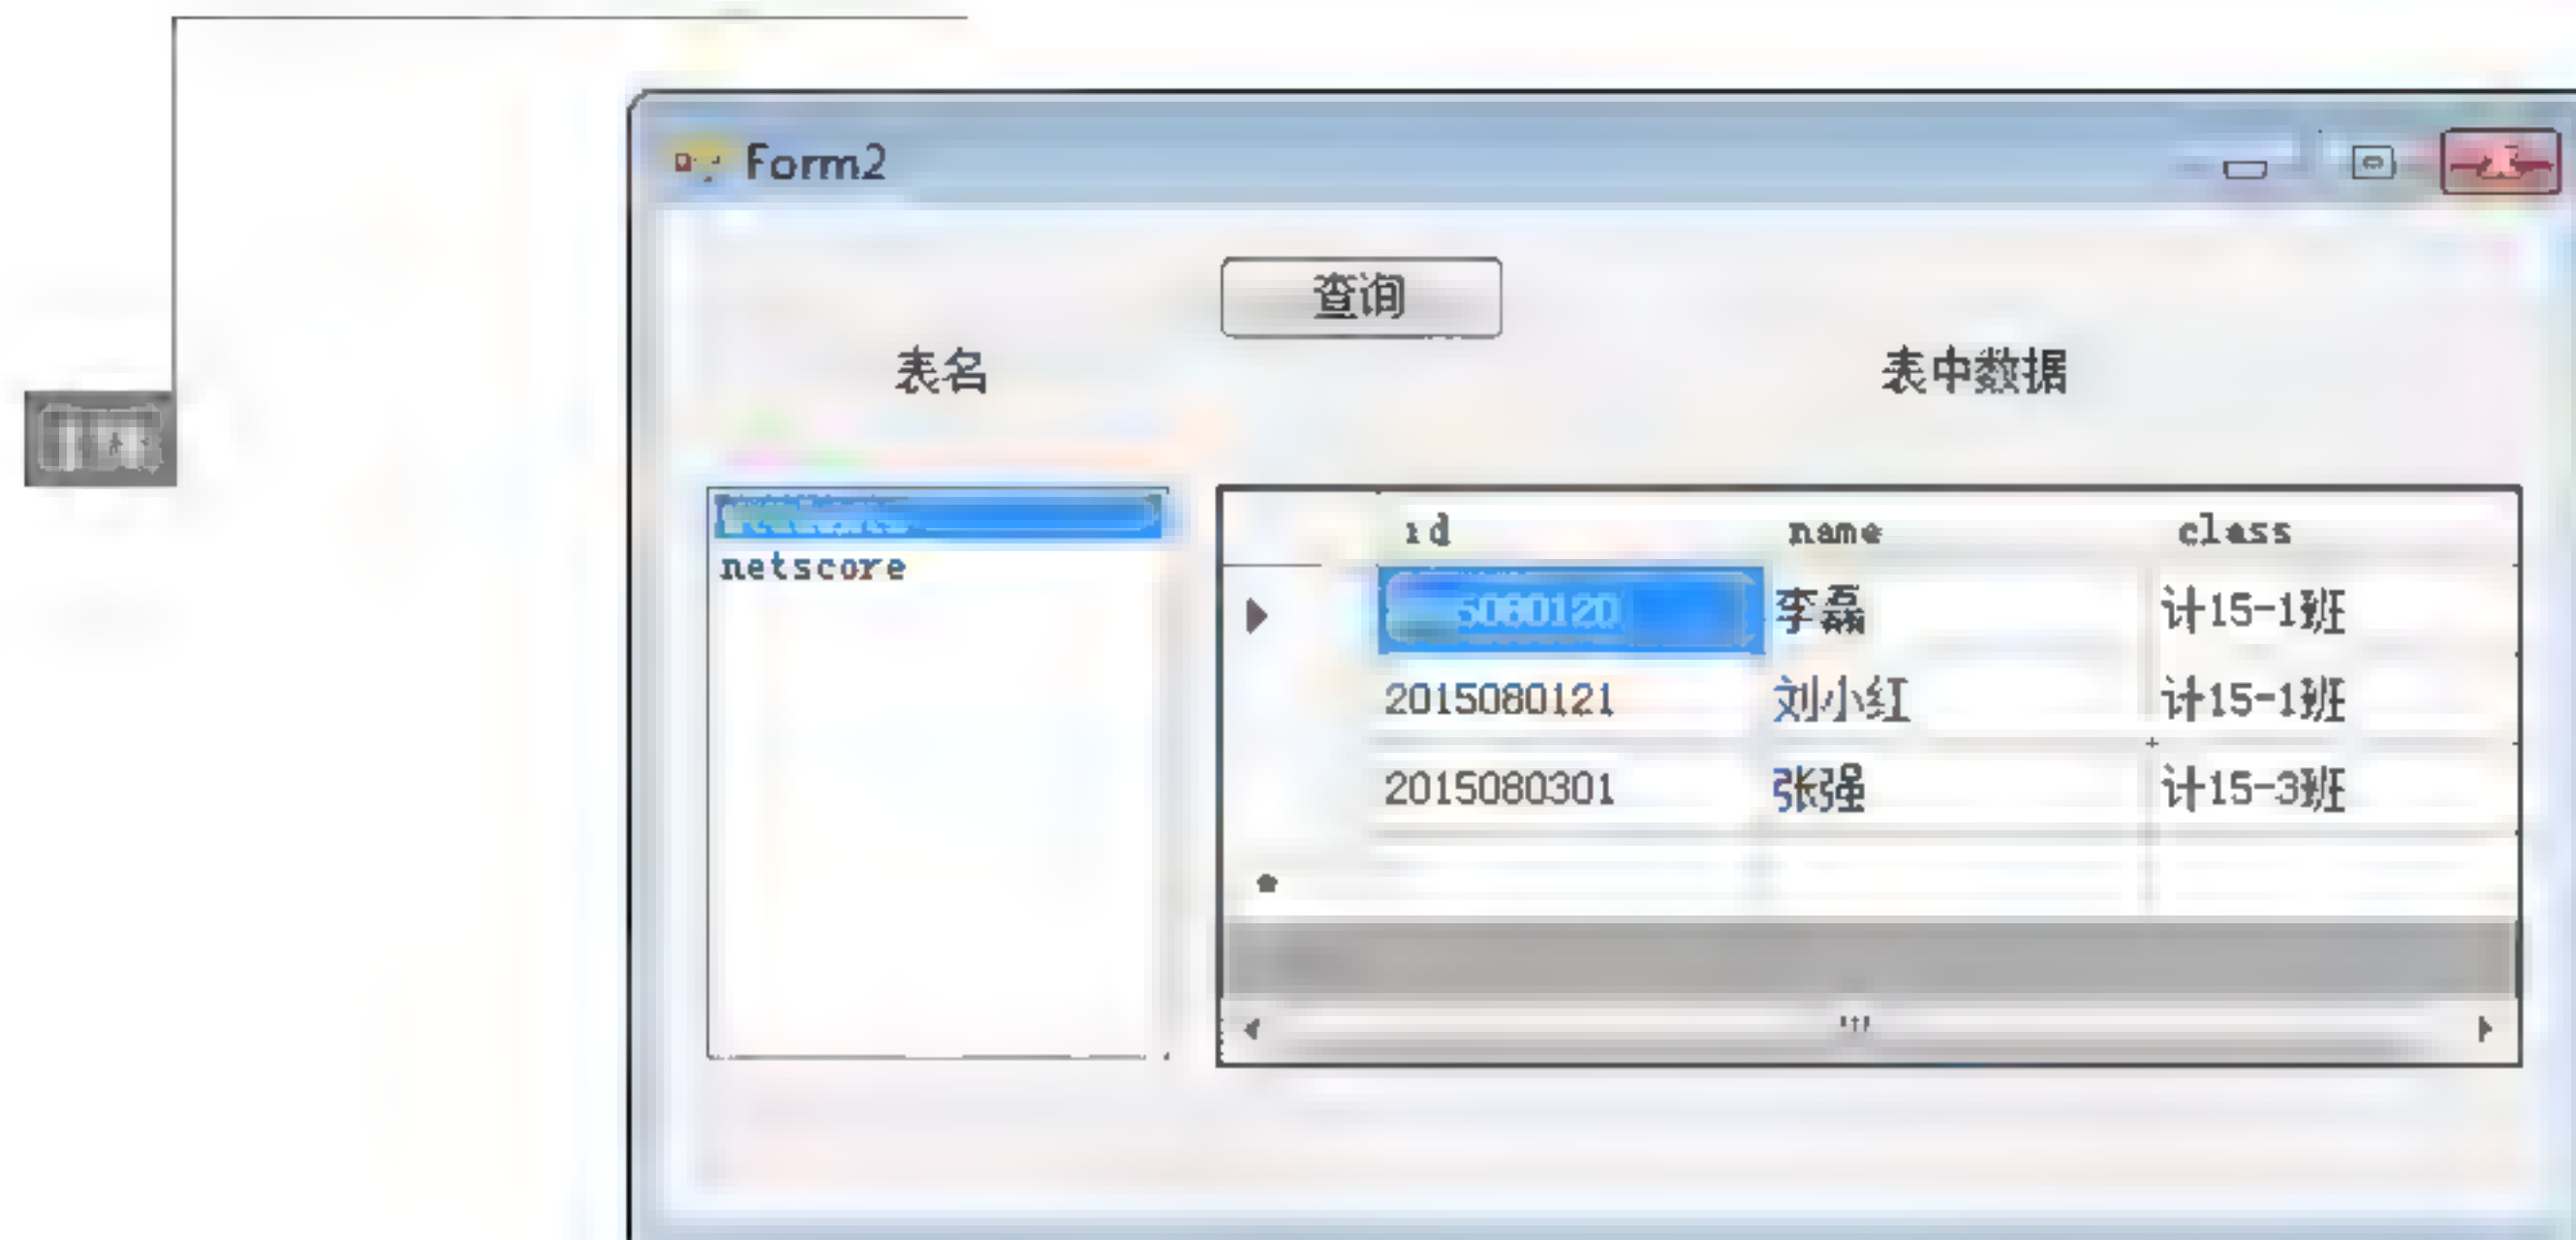 Form2
查询
表名 表中数据
netscore
id name class
李磊 计15-1班
2015080121 刘小红 计15-1班
2015080301 张强 计15-3班